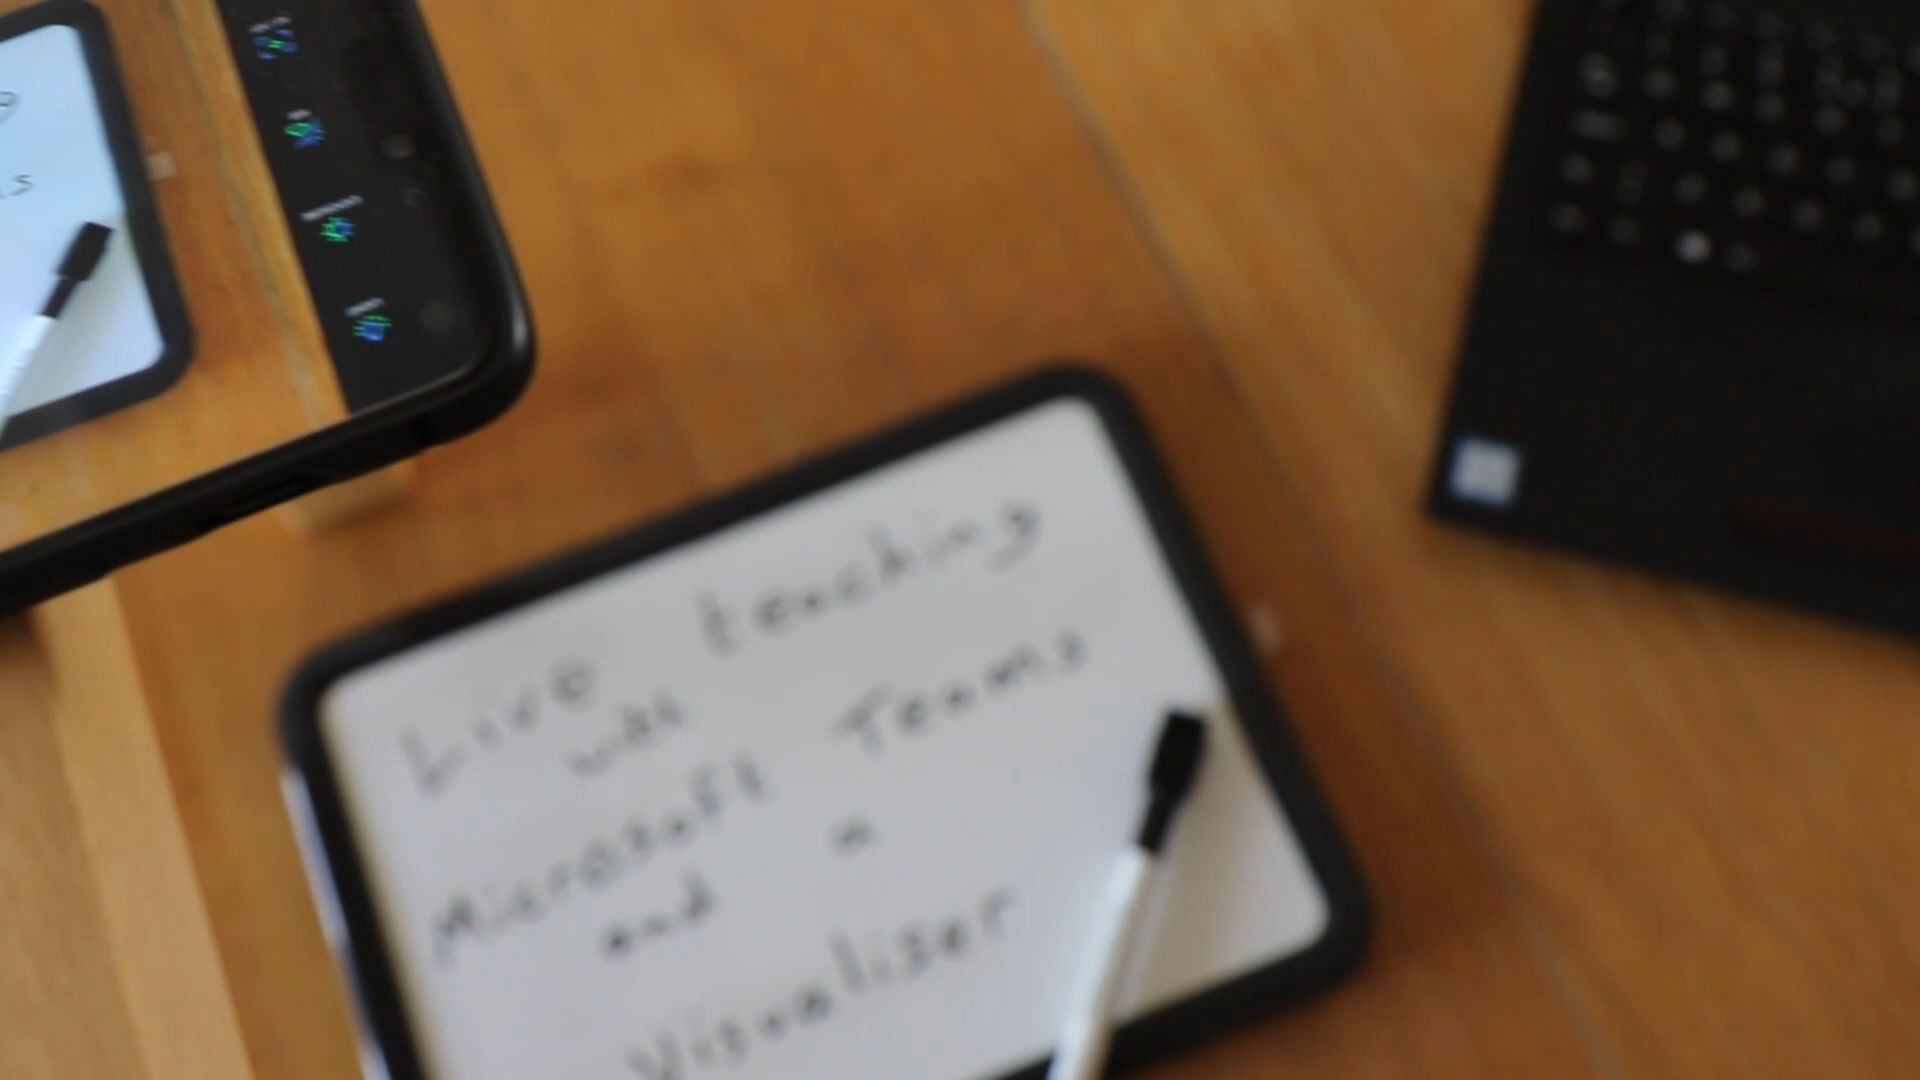 Live teaching
with
Microsoft Teams
and a
Visualiser